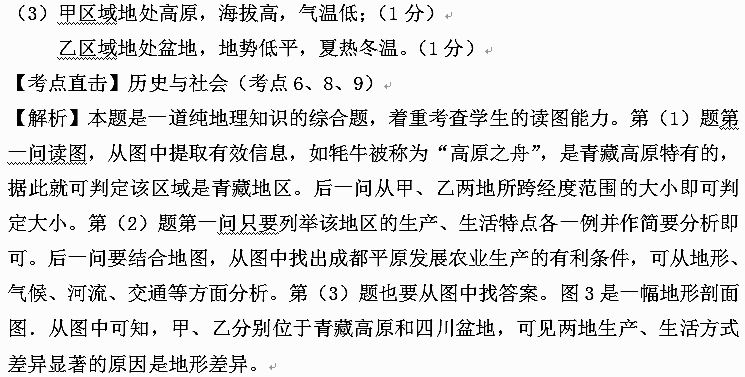 （3）甲区域地处高原，海拔高，气温低；（1 分）
乙区域地处盆地，地势低平，夏热冬温。（1 分）
【考点直击】历史与社会（考点 6、8、9）
【解析】本题是一道纯地理知识的综合题，着重考查学生的读图能力。第（1）题第
一问读图，从图中提取有效信息，如牦牛被称为“高原之舟”，是青藏高原特有的，
据此就可判定该区域是青藏地区。后一问从甲、乙两地所跨经度范围的大小即可判
定大小。第（2）题第一问只要列举该地区的生产、生活特点各一例并作简要分析即
可。后一问要结合地图，从图中找出成都平原发展农业生产的有利条件，可从地形、
气候、河流、交通等方面分析。第（3）题也要从图中找答案。图 3 是一幅地形剖面
图．从图中可知，甲、乙分别位于青藏高原和四川盆地，可见两地生产、生活方式
差异显著的原因是地形差异。